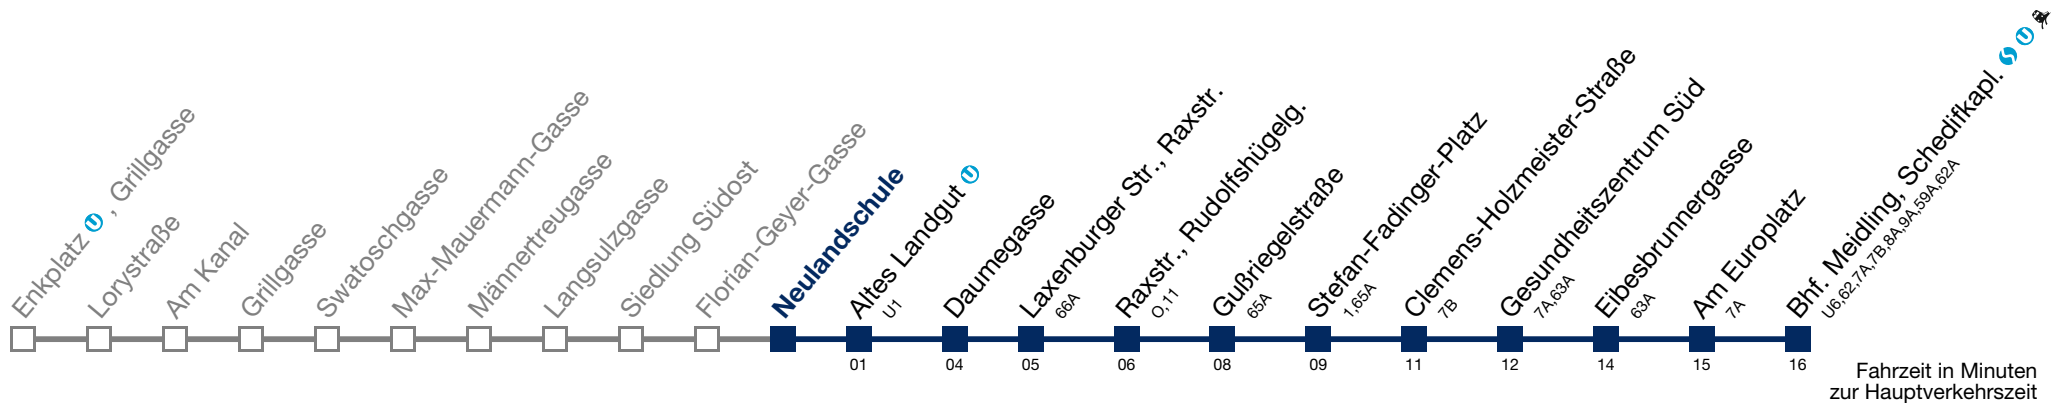 Enkplatz U, Grillgasse
Lorystraße
Am Kanal
Grillgasse
Swatoschgasse
Max-Mauermann-Gasse
Männertreugasse
Langsulzgasse
Siedlung Südost
Florian-Geyer-Gasse
Neulandschule
Altes Landgut U
U1
01
Daumegasse
04
Laxenburger Str., Raxstr.
66A
05
Raxstr., Rudolfshügelg.
O,11
06
Gußriegelstraße
65A
08
Stefan-Fadinger-Platz
1,65A
09
Clemens-Holzmeister-Straße
7B
11
Gesundheitszentrum Süd
7A,63A
12
Eibesbrunnergasse
63A
14
Am Europlatz
7A
15
Bhf. Meidling, Schedifkapl. S U
U6,62,7A,7B,8A,9A,59A,62A
16
Fahrzeit in Minuten
zur Hauptverkehrszeit